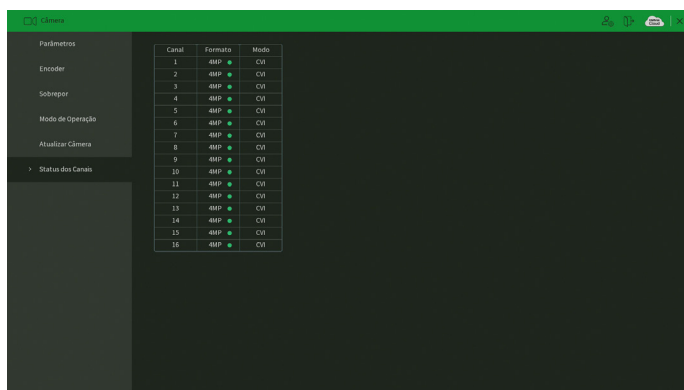 Câmera
Parâmetros
Encoder
Sobrepor
Modo de Operação
Atualizar Câmera
> Status dos Canais
Canal Formato Modo
1 4MP CVI
2 4MP CVI
3 4MP CVI
4 4MP CVI
5 4MP CVI
6 4MP CVI
7 4MP CVI
8 4MP CVI
9 4MP CVI
10 4MP CVI
11 4MP CVI
12 4MP CVI
13 4MP CVI
14 4MP CVI
15 4MP CVI
16 4MP CVI